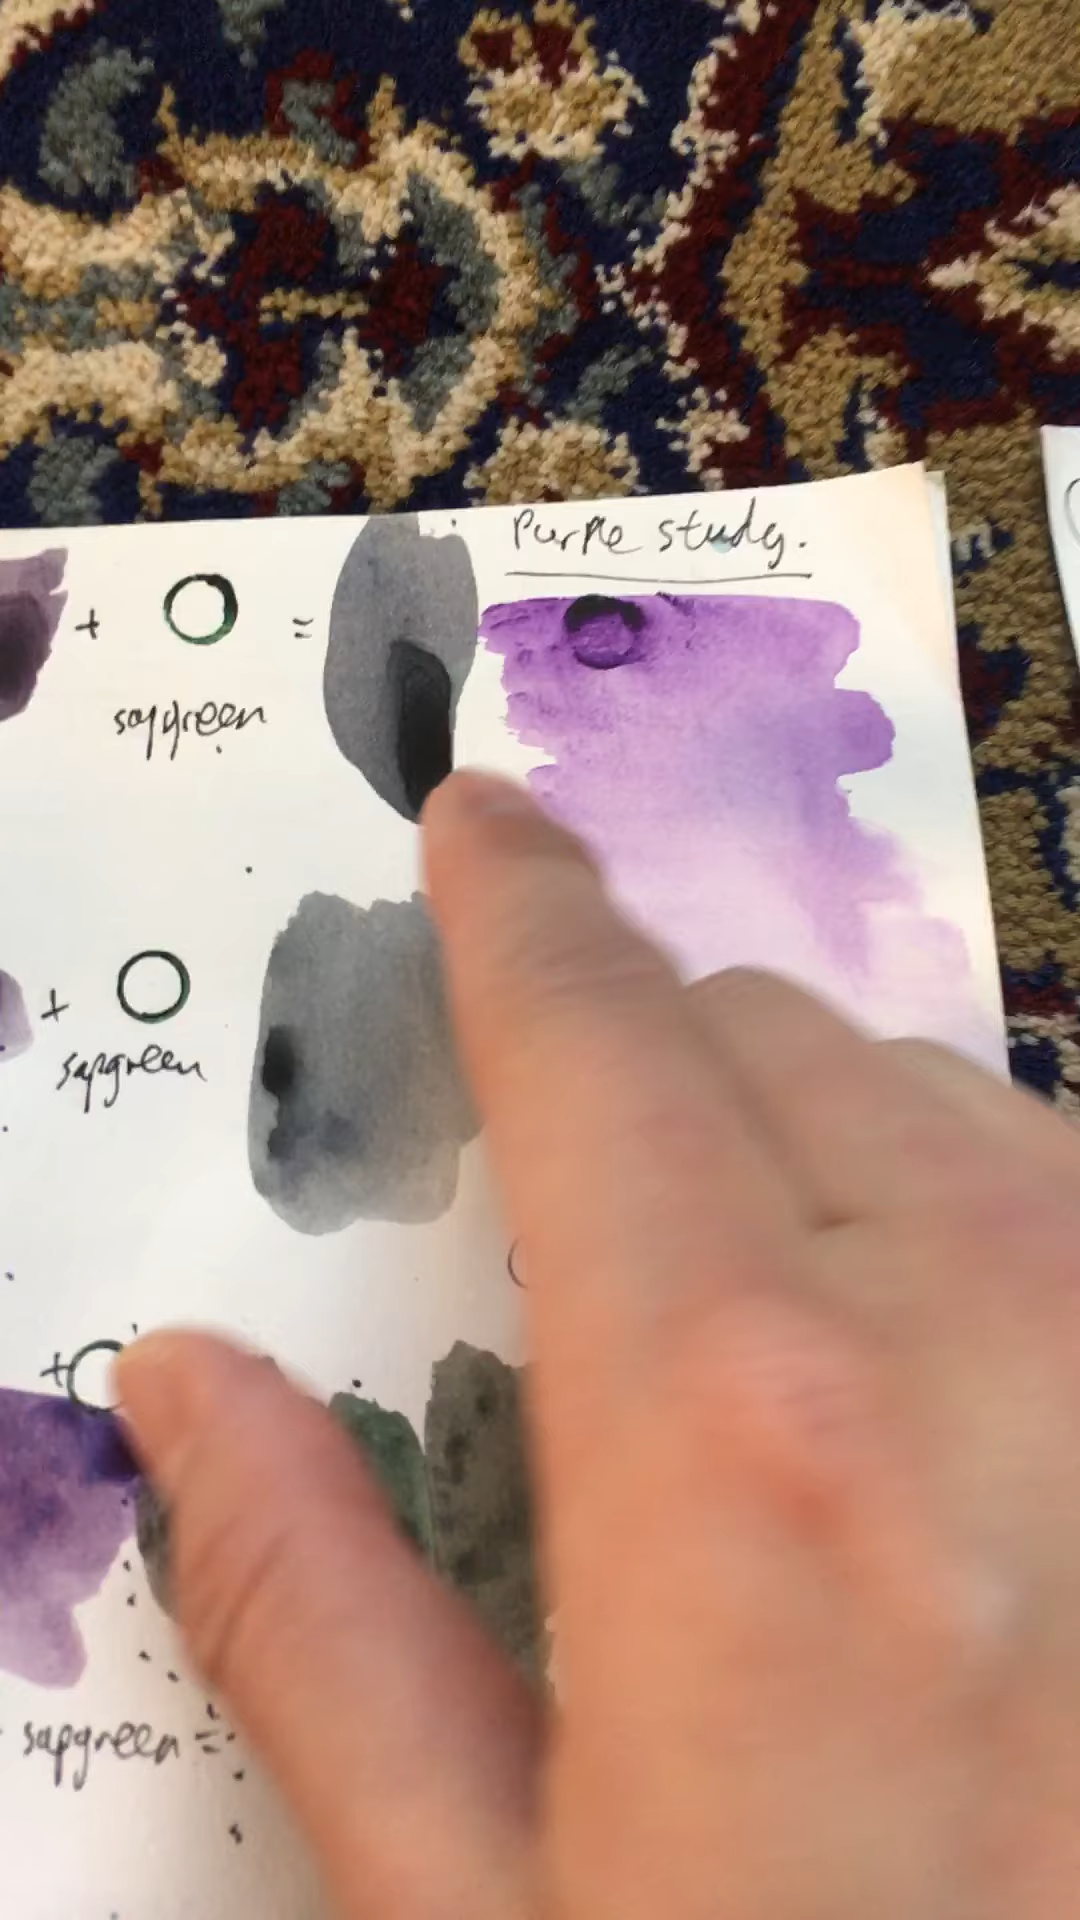 Purple study.
+ =
sapgreen
+
sapgreen
+
sapgreen =